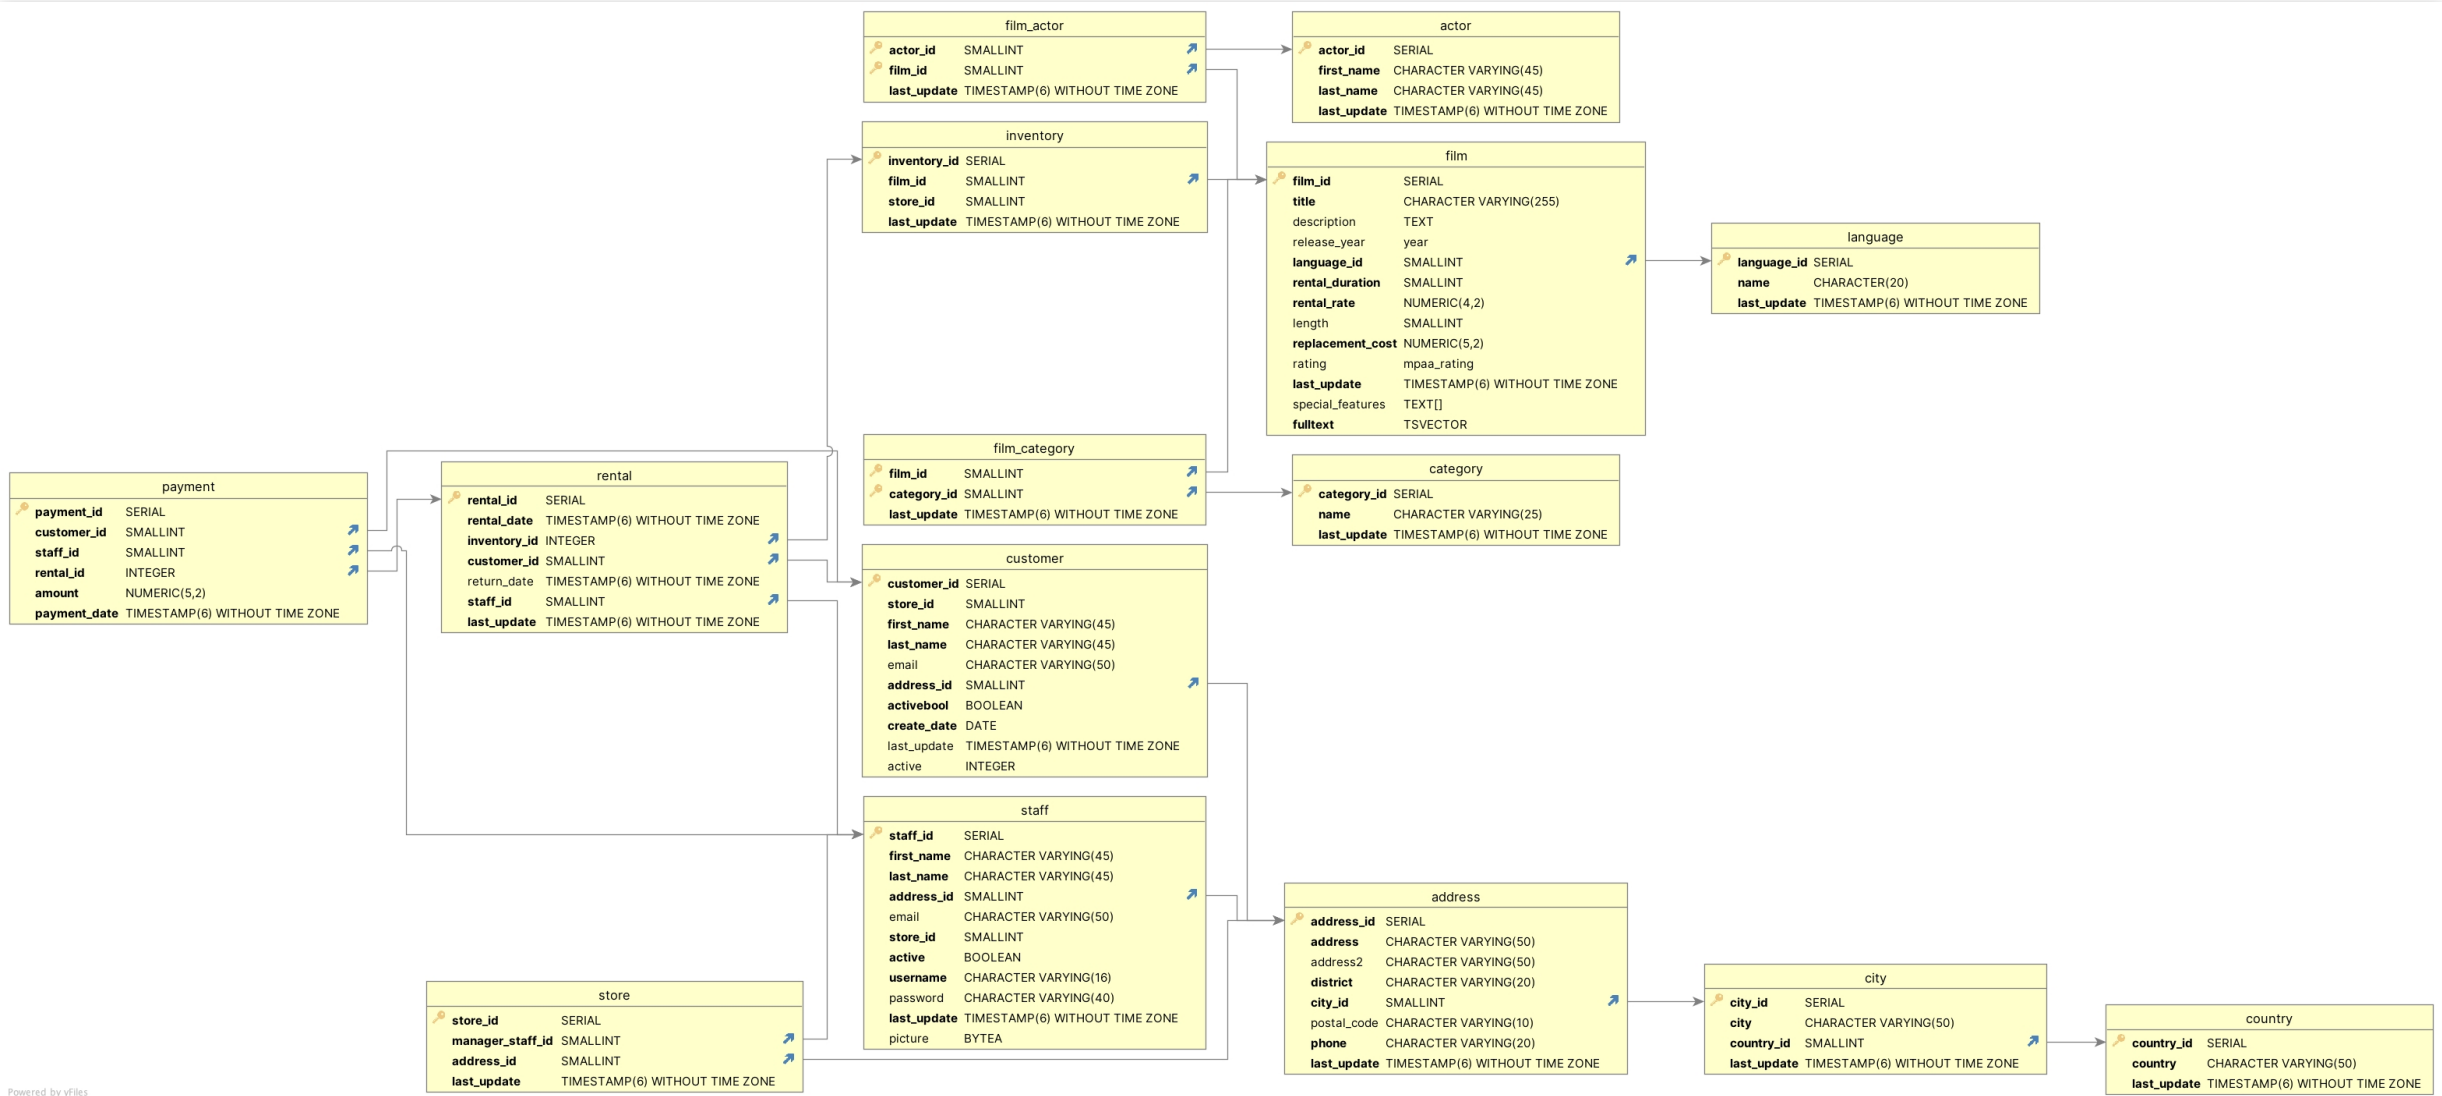 film_actor
actor_id SMALLINT
film_id SMALLINT
last_update TIMESTAMP(6) WITHOUT TIME ZONE
actor
actor_id SERIAL
first_name CHARACTER VARYING(45)
last_name CHARACTER VARYING(45)
last_update TIMESTAMP(6) WITHOUT TIME ZONE
inventory
inventory_id SERIAL
film_id SMALLINT
store_id SMALLINT
last_update TIMESTAMP(6) WITHOUT TIME ZONE
film
film_id SERIAL
title CHARACTER VARYING(255)
description TEXT
release_year year
language_id SMALLINT
rental_duration SMALLINT
rental_rate NUMERIC(4,2)
length SMALLINT
replacement_cost NUMERIC(5,2)
rating mpaa_rating
last_update TIMESTAMP(6) WITHOUT TIME ZONE
special_features TEXT[]
fulltext TSVECTOR
language
language_id SERIAL
name CHARACTER(20)
last_update TIMESTAMP(6) WITHOUT TIME ZONE
film_category
film_id SMALLINT
category_id SMALLINT
last_update TIMESTAMP(6) WITHOUT TIME ZONE
category
category_id SERIAL
name CHARACTER VARYING(25)
last_update TIMESTAMP(6) WITHOUT TIME ZONE
payment
payment_id SERIAL
customer_id SMALLINT
staff_id SMALLINT
rental_id INTEGER
amount NUMERIC(5,2)
payment_date TIMESTAMP(6) WITHOUT TIME ZONE
rental
rental_id SERIAL
rental_date TIMESTAMP(6) WITHOUT TIME ZONE
inventory_id INTEGER
customer_id SMALLINT
return_date TIMESTAMP(6) WITHOUT TIME ZONE
staff_id SMALLINT
last_update TIMESTAMP(6) WITHOUT TIME ZONE
customer
customer_id SERIAL
store_id SMALLINT
first_name CHARACTER VARYING(45)
last_name CHARACTER VARYING(45)
email CHARACTER VARYING(50)
address_id SMALLINT
activebool BOOLEAN
create_date DATE
last_update TIMESTAMP(6) WITHOUT TIME ZONE
active INTEGER
staff
staff_id SERIAL
first_name CHARACTER VARYING(45)
last_name CHARACTER VARYING(45)
address_id SMALLINT
email CHARACTER VARYING(50)
store_id SMALLINT
active BOOLEAN
username CHARACTER VARYING(16)
password CHARACTER VARYING(40)
last_update TIMESTAMP(6) WITHOUT TIME ZONE
picture BYTEA
store
store_id SERIAL
manager_staff_id SMALLINT
address_id SMALLINT
last_update TIMESTAMP(6) WITHOUT TIME ZONE
address
address_id SERIAL
address CHARACTER VARYING(50)
address2 CHARACTER VARYING(50)
district CHARACTER VARYING(20)
city_id SMALLINT
postal_code CHARACTER VARYING(10)
phone CHARACTER VARYING(20)
last_update TIMESTAMP(6) WITHOUT TIME ZONE
city
city_id SERIAL
city CHARACTER VARYING(50)
country_id SMALLINT
last_update TIMESTAMP(6) WITHOUT TIME ZONE
country
country_id SERIAL
country CHARACTER VARYING(50)
last_update TIMESTAMP(6) WITHOUT TIME ZONE
Powered by yFiles